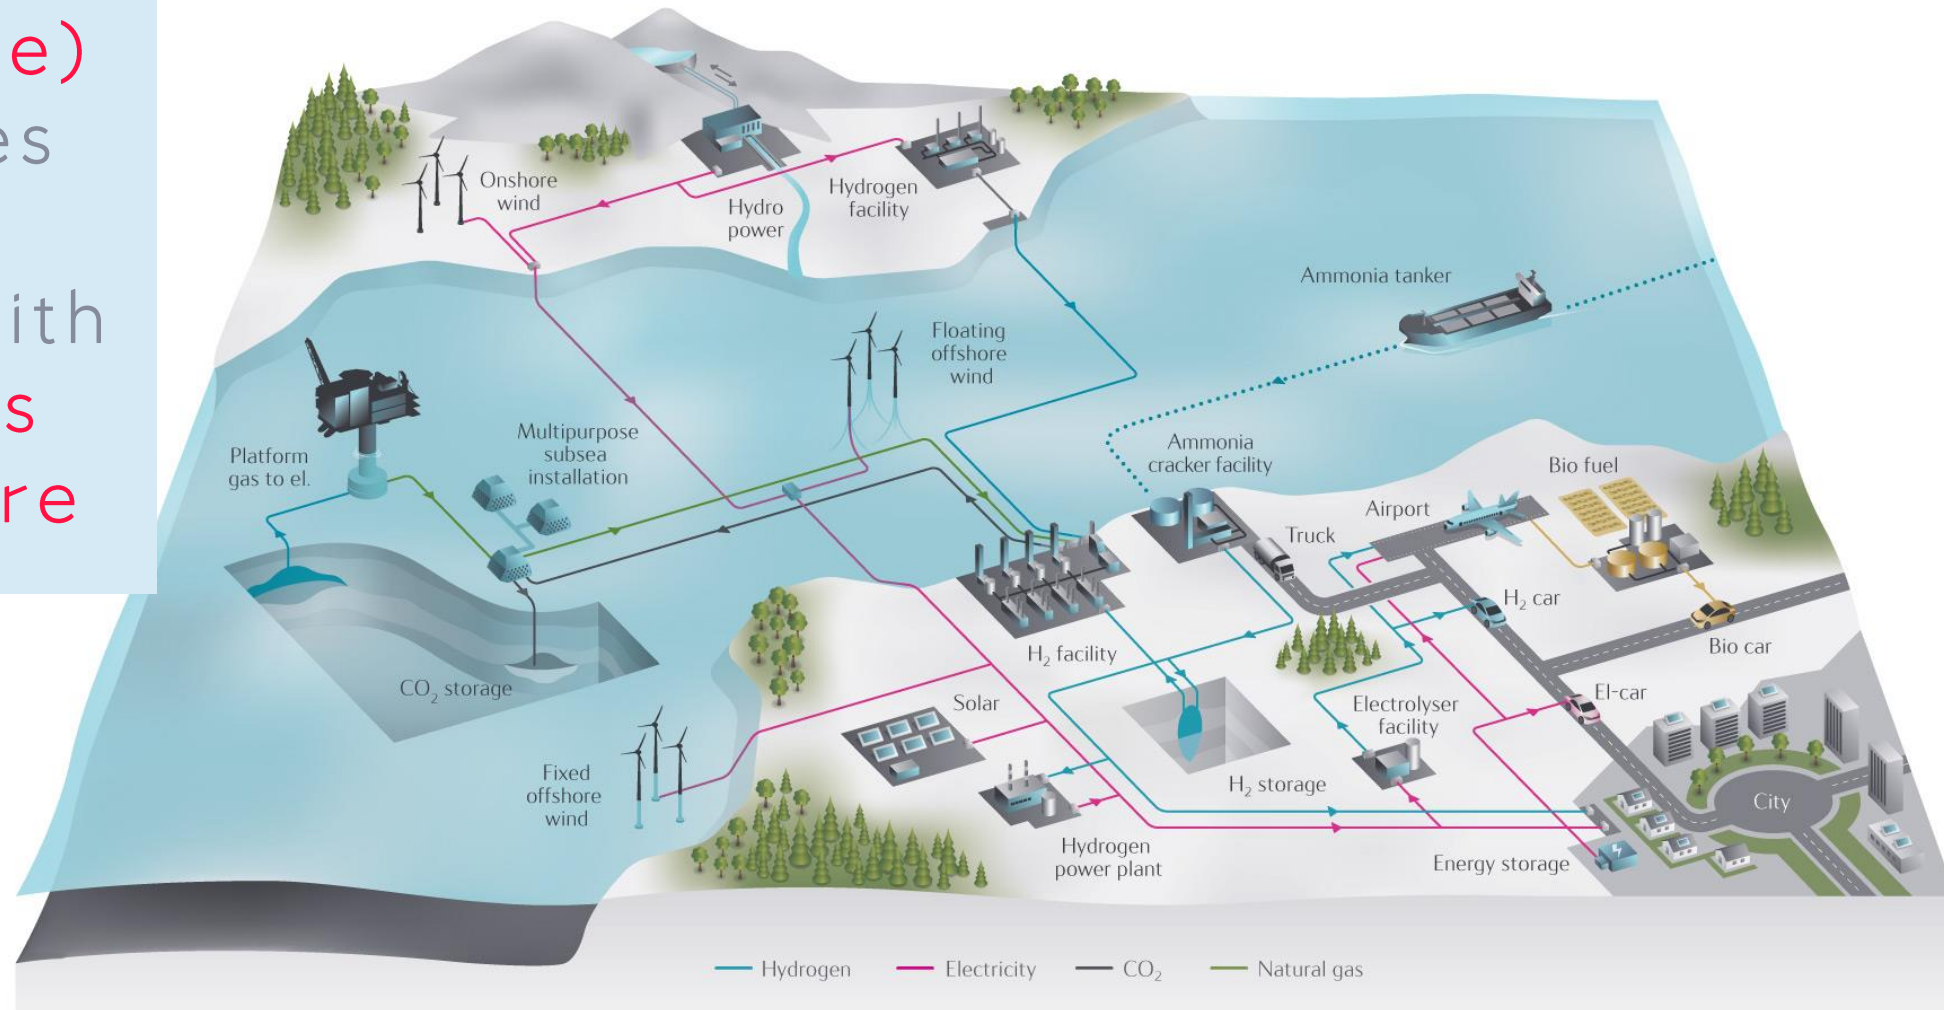 e)
es
ith
s
re
Onshore
wind
Hydro
power
Hydrogen
facility
Ammonia tanker
Floating
offshore
wind
Platform
gas to el.
Multipurpose
subsea
installation
Ammonia
cracker facility
Truck
Airport
Bio fuel
H₂ car
Bio car
H₂ facility
CO₂ storage
Solar
El-car
Electrolyser
facility
Fixed
offshore
wind
H₂ storage
City
Hydrogen
power plant
Energy storage
Hydrogen
Electricity
CO₂
Natural gas